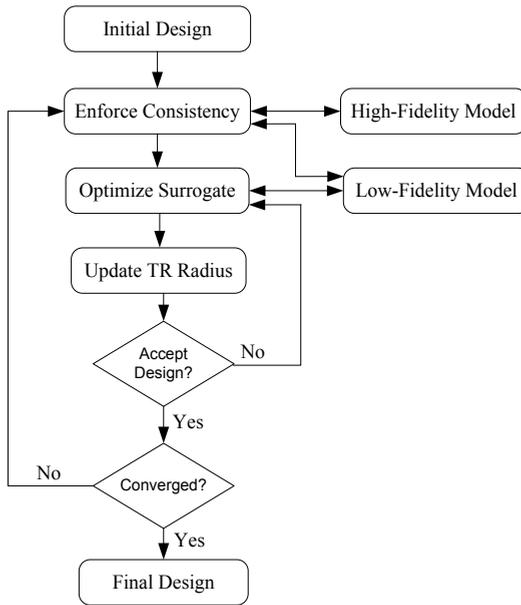 Initial Design
Enforce Consistency
High-Fidelity Model
Optimize Surrogate
Low-Fidelity Model
Update TR Radius
Accept
Design?
No
Yes
No
Converged?
Yes
Final Design